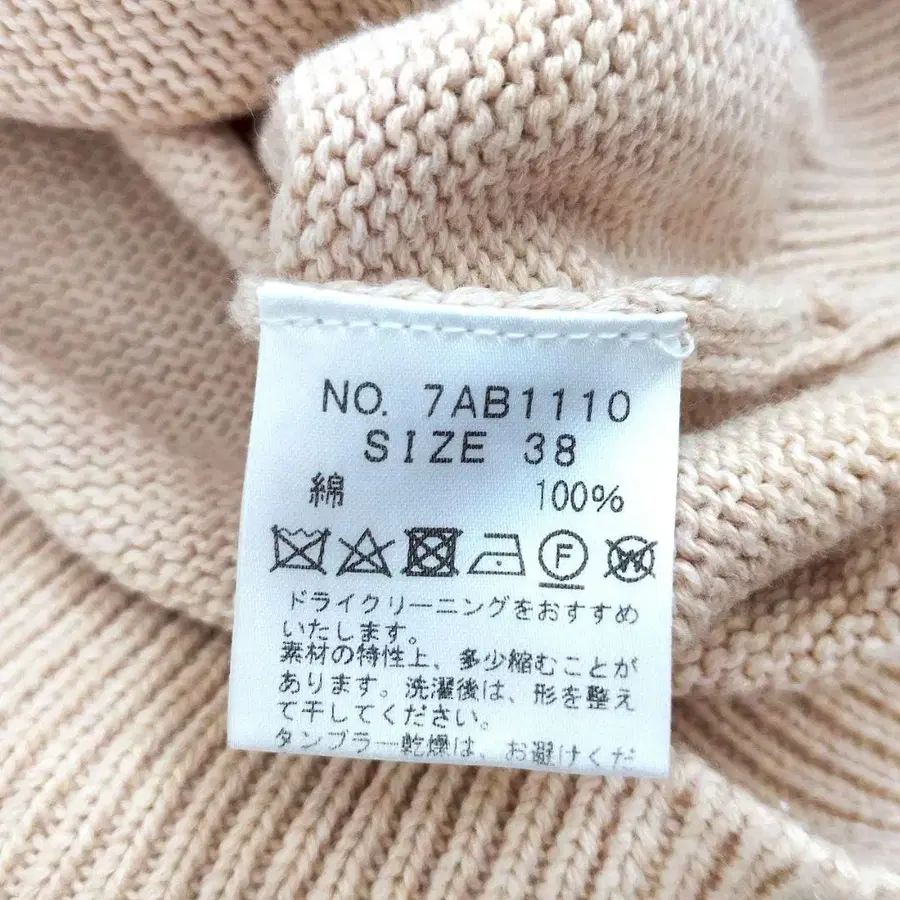 NO. 7AB1110
SIZE 38
綿 100%
F W
ドライクリーニングをおすすめ
いたします。
素材の特性上、多少縮むことが
あります。洗濯後は、形を整え
て干してください。
タンブラー乾燥は、お避けくだ